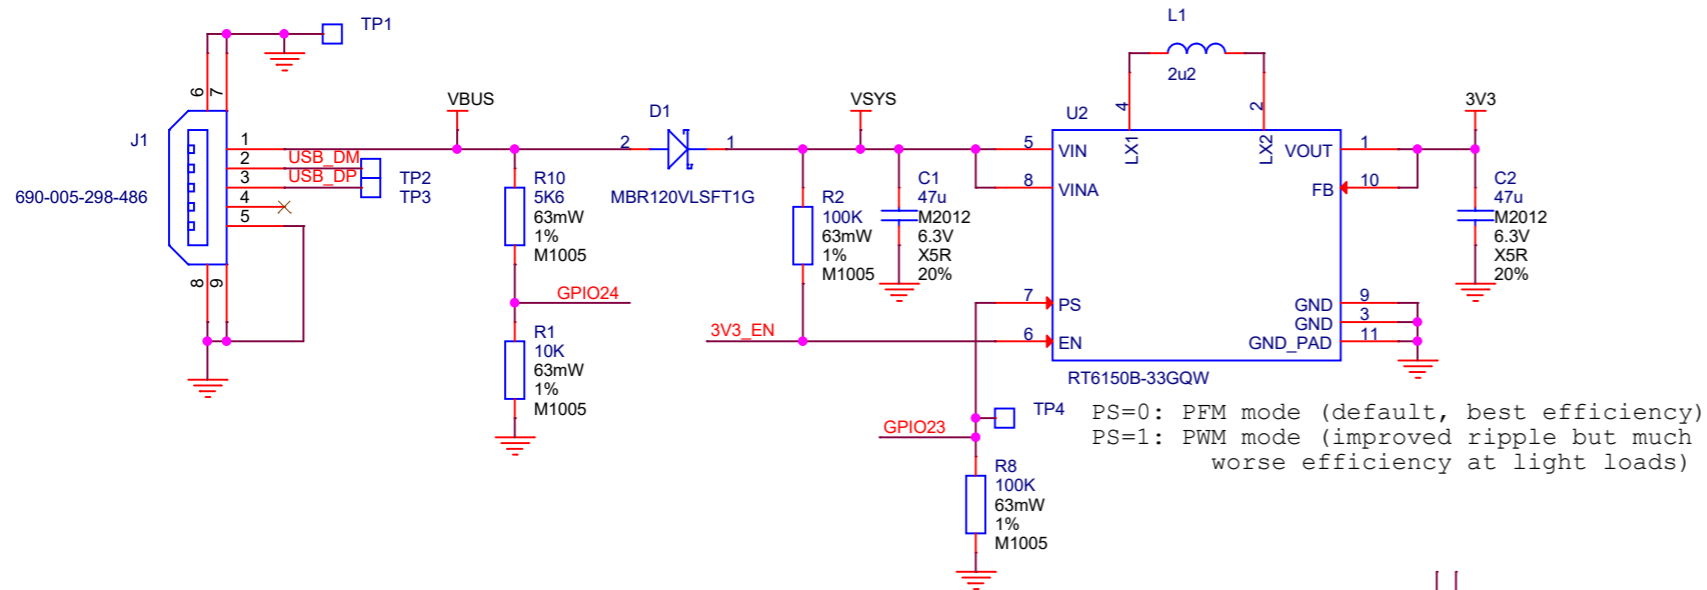 TP1
L1
2u2
6
7
4
2
VBUS
VSYS
3V3
J1
D1
U2
1
2
1
5
VIN
LX1
LX2
VOUT
1
2
USB_DM
3
USB_DP
TP2
TP3
4
5
690-005-298-486
MBR120VLSFT1G
8
VINA
FB
10
R10
5K6
63mW
1%
M1005
R2
100K
63mW
1%
M1005
C1
47u
M2012
6.3V
X5R
20%
C2
47u
M2012
6.3V
X5R
20%
8
9
GPIO24
7
PS
GND
9
GND
3
3V3_EN
6
EN
GND_PAD
11
R1
10K
63mW
1%
M1005
RT6150B-33GQW
TP4
GPIO23
PS=0: PFM mode (default, best efficiency)
PS=1: PWM mode (improved ripple but much
worse efficiency at light loads)
R8
100K
63mW
1%
M1005